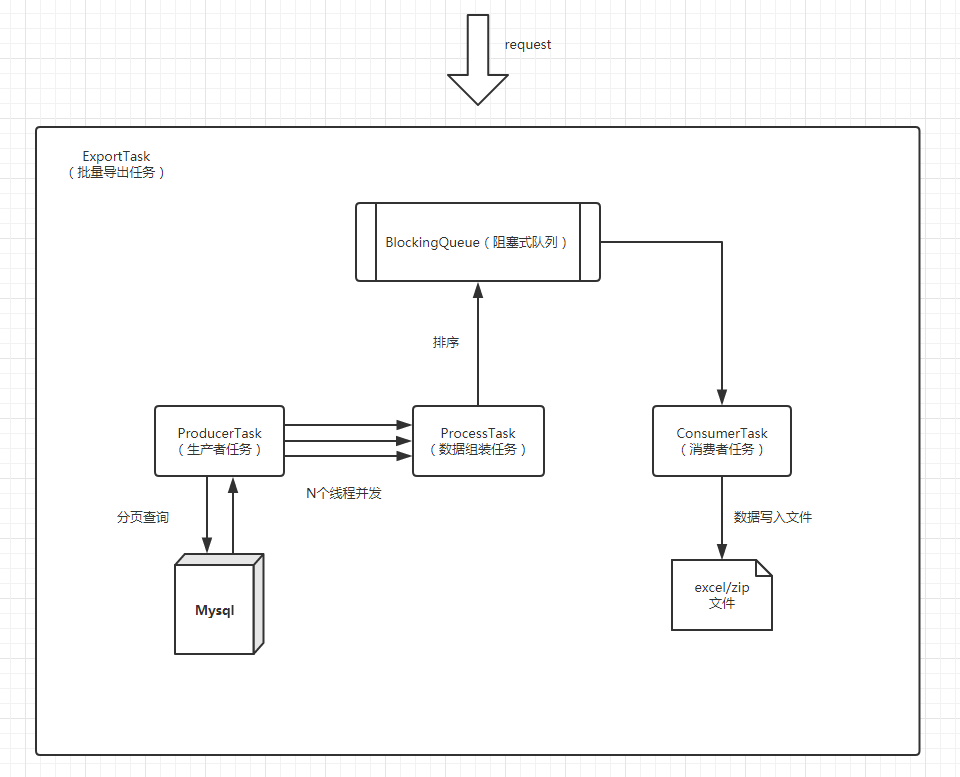 request
ExportTask
（批量导出任务）
BlockingQueue（阻塞式队列）
排序
ProducerTask
（生产者任务）
ProcessTask
（数据组装任务）
ConsumerTask
（消费者任务）
N个线程并发
分页查询
数据写入文件
Mysql
excel/zip
文件